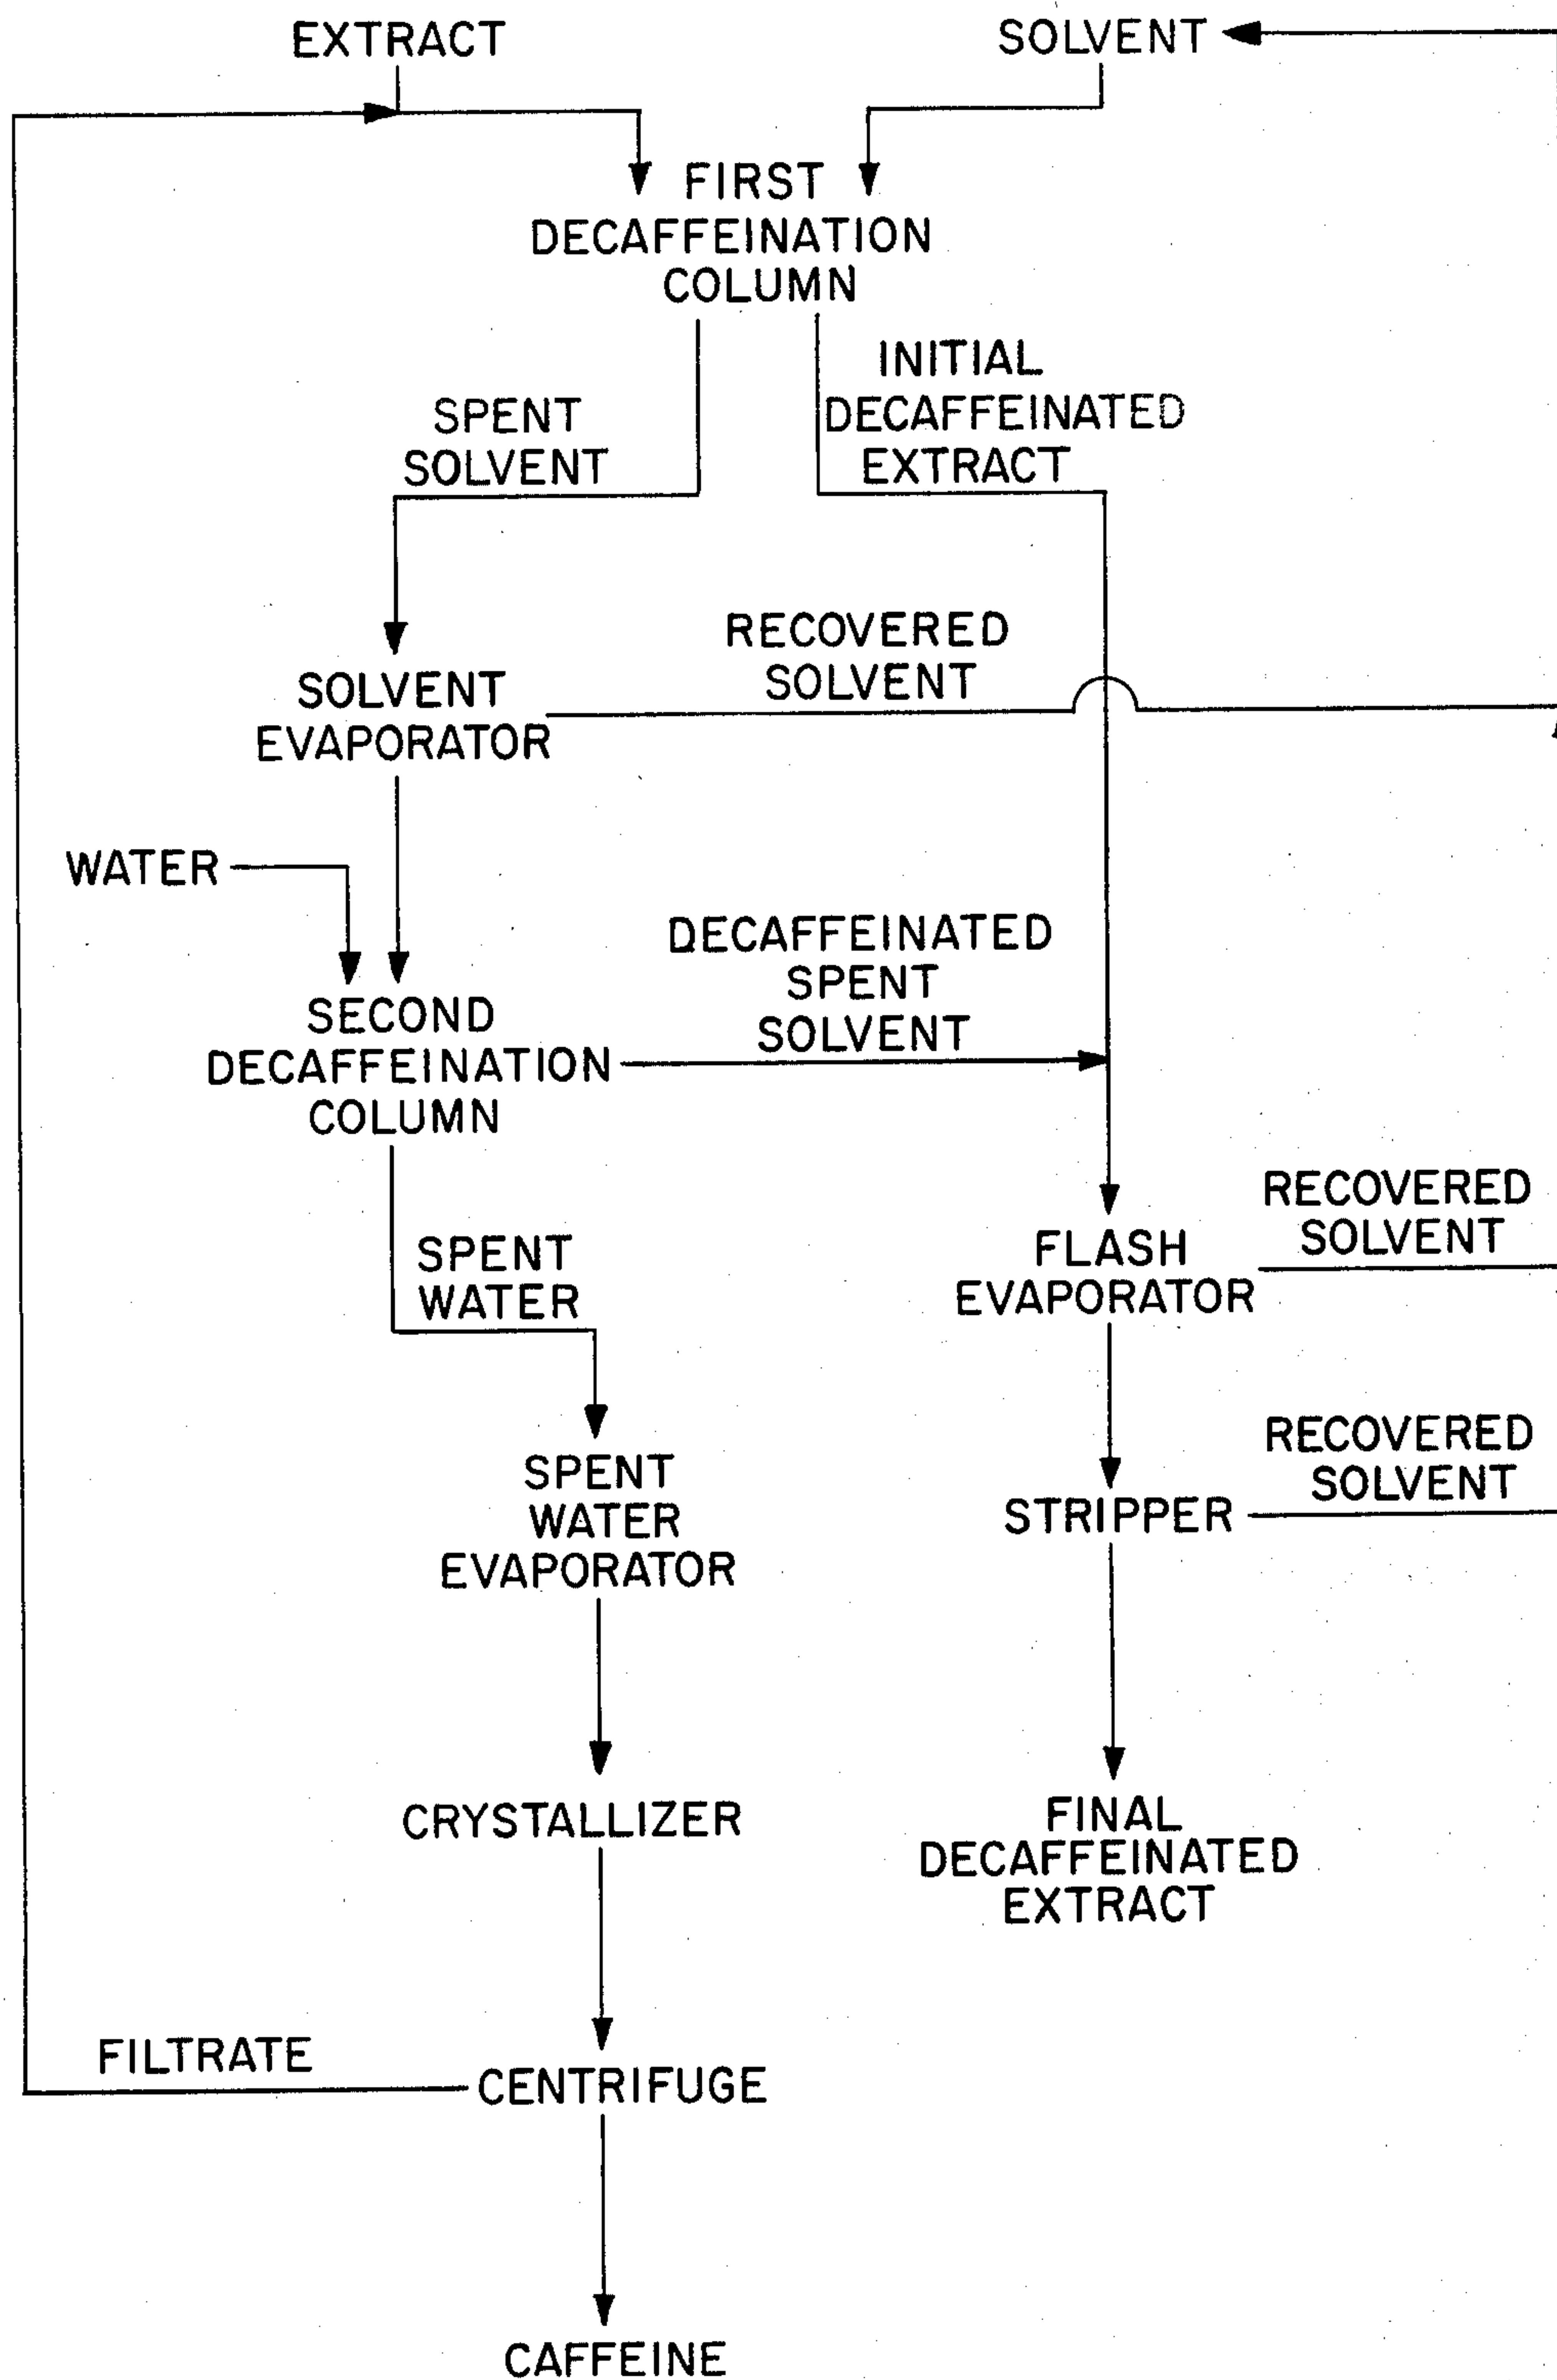 EXTRACT
SOLVENT
FIRST
DECAFFEINATION
COLUMN
INITIAL
DECAFFEINATED
EXTRACT
SPENT
SOLVENT
RECOVERED
SOLVENT
SOLVENT
EVAPORATOR
WATER
DECAFFEINATED
SPENT
SOLVENT
SECOND
DECAFFEINATION
COLUMN
RECOVERED
SOLVENT
FLASH
EVAPORATOR
SPENT
WATER
RECOVERED
SOLVENT
STRIPPER
SPENT
WATER
EVAPORATOR
CRYSTALLIZER
FINAL
DECAFFEINATED
EXTRACT
FILTRATE
CENTRIFUGE
CAFFEINE